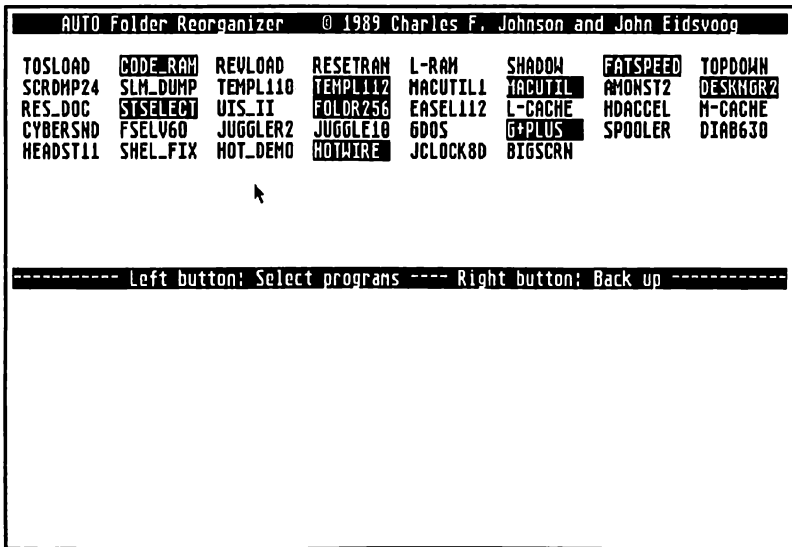 AUTO Folder Reorganizer © 1989 Charles F. Johnson and John Eidsvoog
TOSLOAD CODE_RAM REVLOAD RESETRAM L-RAM SHADOW FATSPEED TOPDOWN
SCRDMP24 SLM_DUMP TEMPL110 TEMPL112 MACUTIL1 MACUTIL AMONST2 DESKMGR2
RES_DOC STSELECT UIS_II FOLDR256 EASEL112 L-CACHE HDACCEL M-CACHE
CYBERSND FSELV60 JUGGLER2 JUGGLE10 GDOS G+PLUS SPOOLER DIAB630
HEADST11 SHEL_FIX HOT_DEMO HOTWIRE JCLOCK8D BIGSCRN
----------- Left button: Select programs ---- Right button: Back up ------------